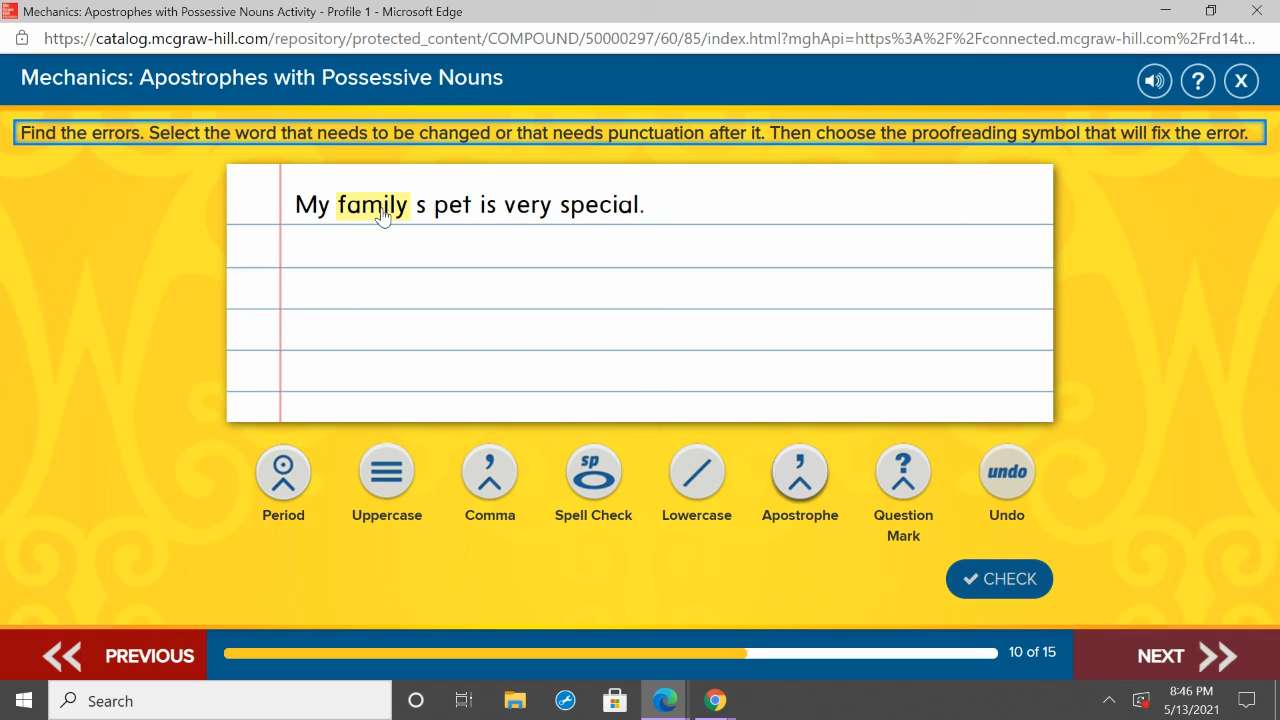 Mechanics: Apostrophes with Possessive Nouns Activity - Profile 1 - Microsoft Edge
https://catalog.mcgraw-hill.com/repository/protected_content/COMPOUND/50000297/60/85/index.html?mghApi=https%3A%2F%2Fconnected.mcgraw-hill.com%2Frd14t...
Mechanics: Apostrophes with Possessive Nouns
?
X
Find the errors. Select the word that needs to be changed or that needs punctuation after it. Then choose the proofreading symbol that will fix the error.
My family s pet is very special.
sp
?
undo
Period
Uppercase
Comma
Spell Check
Lowercase
Apostrophe
Question
Mark
Undo
CHECK
PREVIOUS
10 of 15
NEXT
Search
8:46 PM
5/13/2021